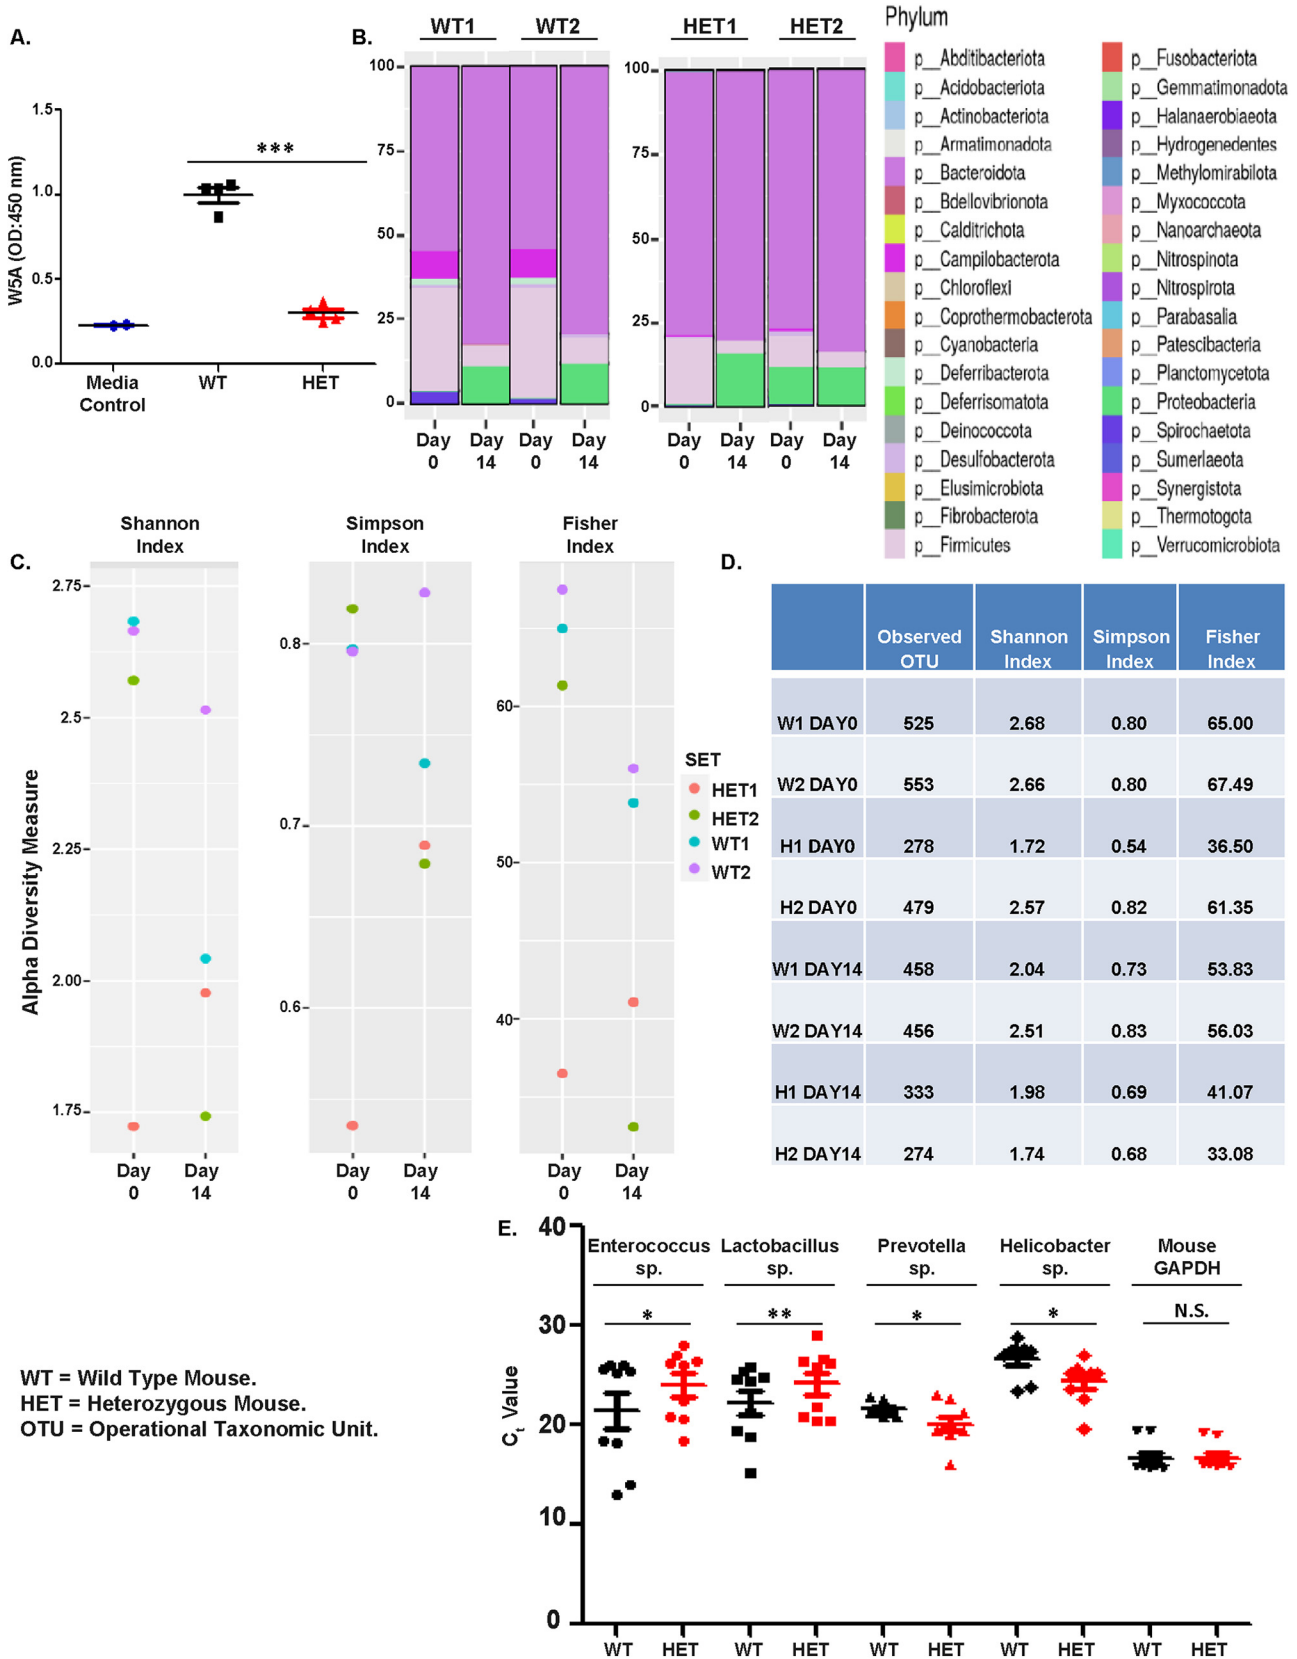 A.
W5A (OD:450 nm)
1.5
1.0
0.5
0.0
***
Media
Control
WT
HET
B.
WT1
WT2
HET1
HET2
100
75
50
25
0
100
75
50
25
0
Day
0
Day
14
Day
0
Day
14
Day
0
Day
14
Day
0
Day
14
Phylum
p__Abditibacteriota
p__Acidobacteriota
p__Actinobacteriota
p__Armatimonadota
p__Bacteroidota
p__Bdellovibrionota
p__Calditrichota
p__Campilobacterota
p__Chloroflexi
p__Coprothermobacterota
p__Cyanobacteria
p__Deferribacterota
p__Deferrisomatota
p__Deinococcota
p__Desulfobacterota
p__Elusimicrobiota
p__Fibrobacterota
p__Firmicutes
p__Fusobacteriota
p__Gemmatimonadota
p__Halanaerobiaeota
p__Hydrogenedentes
p__Methylomirabilota
p__Myxococcota
p__Nanoarchaeota
p__Nitrospinota
p__Nitrospirota
p__Parabasalia
p__Patescibacteria
p__Planctomycetota
p__Proteobacteria
p__Spirochaetota
p__Sumerlaeota
p__Synergistota
p__Thermotogota
p__Verrucomicrobiota
C.
Alpha Diversity Measure
Shannon
Index
2.75
2.5
2.25
2.00
1.75
Day
0
Day
14
Simpson
Index
0.8
0.7
0.6
Day
0
Day
14
Fisher
Index
60
50
40
Day
0
Day
14
SET
HET1
HET2
WT1
WT2
D.
Observed OTU Shannon Index Simpson Index Fisher Index
W1 DAY0 525 2.68 0.80 65.00
W2 DAY0 553 2.66 0.80 67.49
H1 DAY0 278 1.72 0.54 36.50
H2 DAY0 479 2.57 0.82 61.35
W1 DAY14 458 2.04 0.73 53.83
W2 DAY14 456 2.51 0.83 56.03
H1 DAY14 333 1.98 0.69 41.07
H2 DAY14 274 1.74 0.68 33.08
WT = Wild Type Mouse.
HET = Heterozygous Mouse.
OTU = Operational Taxonomic Unit.
E.
Ct Value
40
30
20
10
0
Enterococcus
sp.
Lactobacillus
sp.
Prevotella
sp.
Helicobacter
sp.
Mouse
GAPDH
* ** * * N.S.
WT HET WT HET WT HET WT HET WT HET